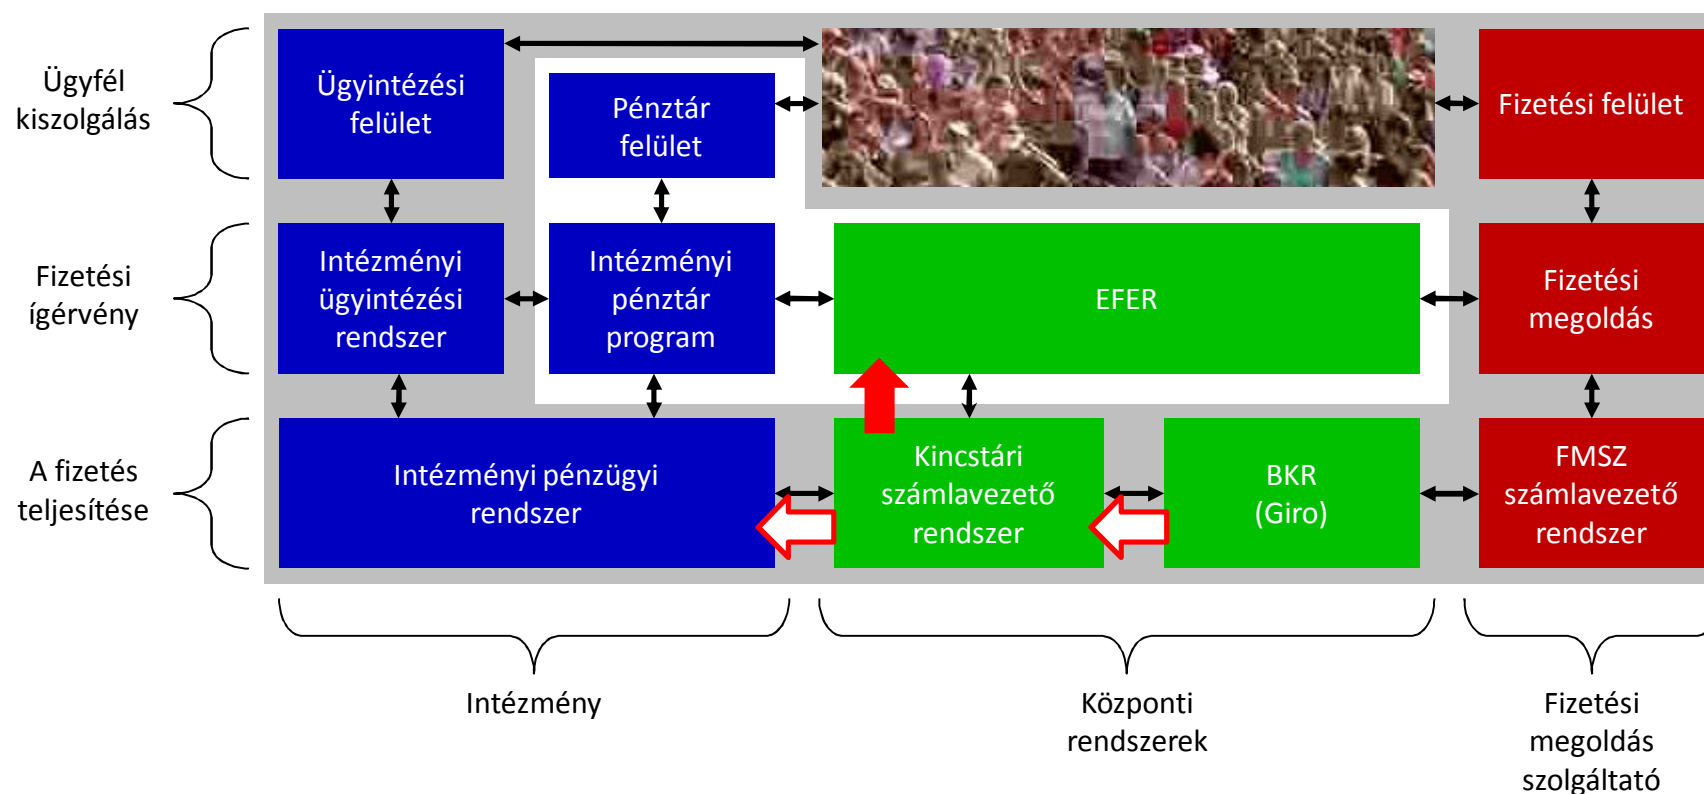 Ügyfél
kiszolgálás
Ügyintézési
felület
Pénztár
felület
Fizetési felület
Fizetési
ígérvény
Intézményi
ügyintézési
rendszer
Intézményi
pénztár
program
EFER
Fizetési
megoldás
A fizetés
teljesítése
Intézményi pénzügyi
rendszer
Kincstári
számlavezető
rendszer
BKR
(Giro)
FMSZ
számlavezető
rendszer
Intézmény
Központi
rendszerek
Fizetési
megoldás
szolgáltató